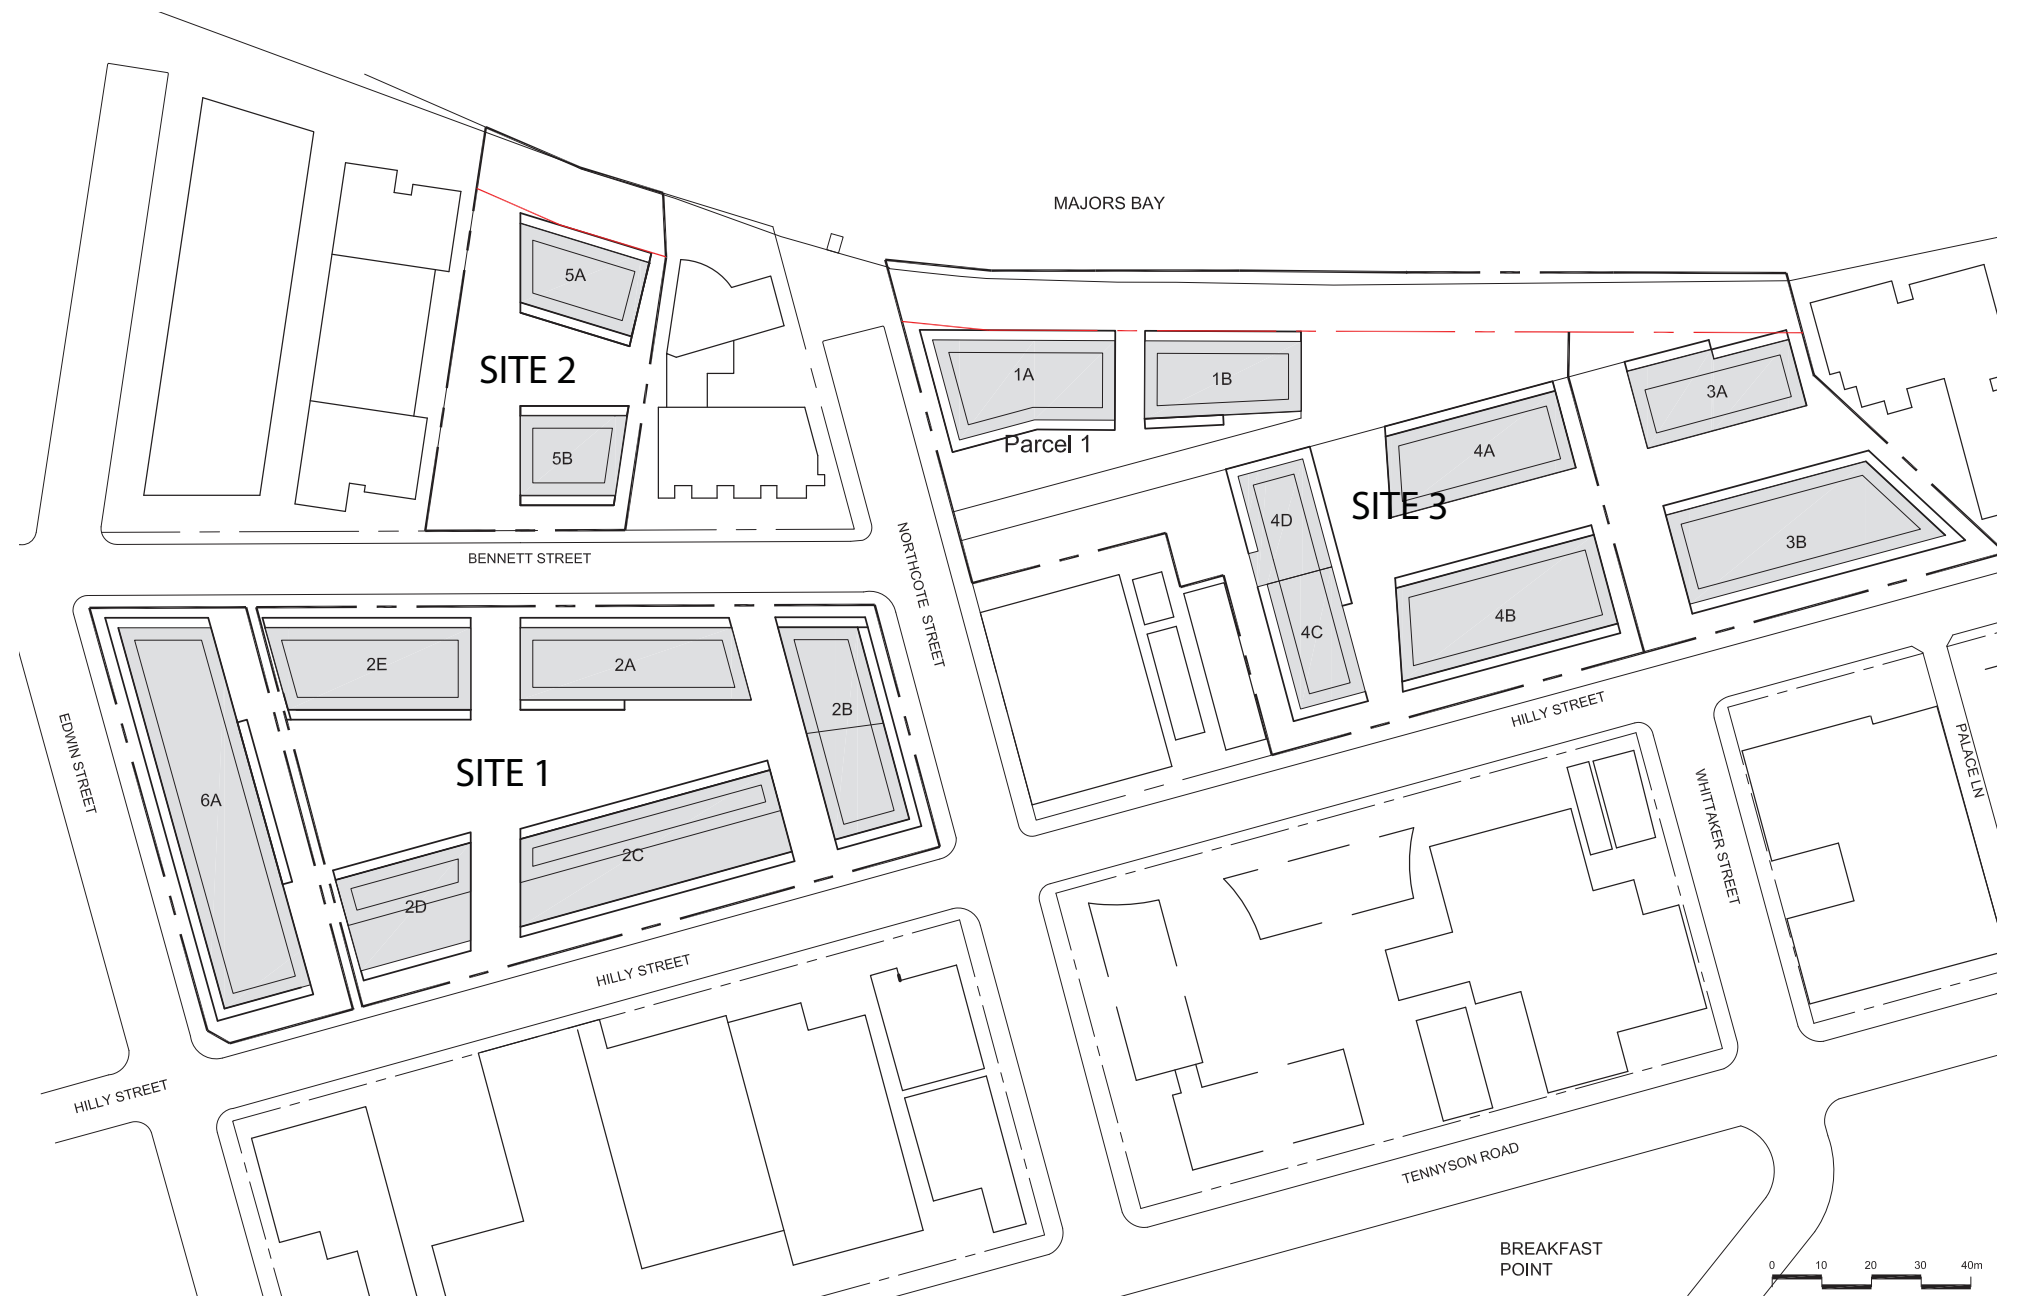 MAJORS BAY
5A
SITE 2
5B
1A
1B
Parcel 1
3A
4A
SITE 3
4D
3B
4B
4C
BENNETT STREET
NORTHCOTE STREET
2E
2A
2B
SITE 1
6A
2C
2D
EDWIN STREET
HILLY STREET
HILLY STREET
HILLY STREET
WHITTAKER STREET
PALACE LN
TENNYSON ROAD
BREAKFAST
POINT
0 10 20 30 40m